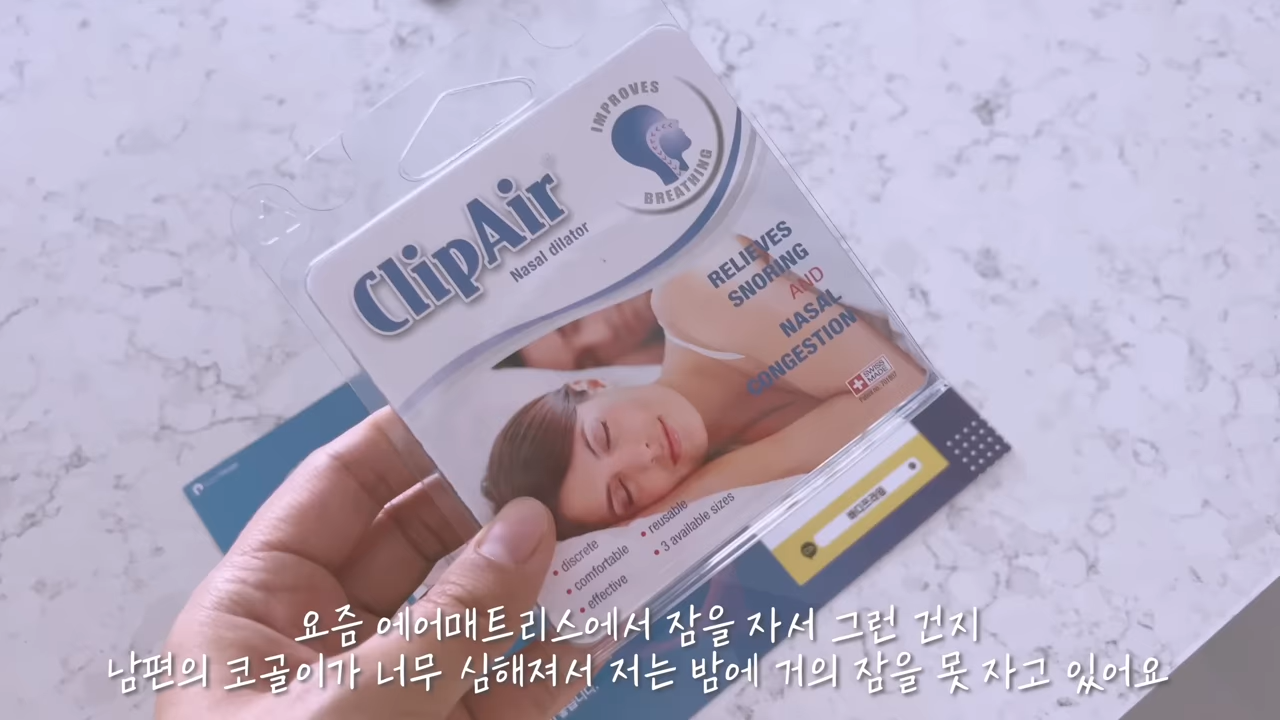 IMPROVES
BREATHING
ClipAir
Nasal dilator
RELIEVES
SNORING
AND
NASAL
CONGESTION
SWISS
MADE
• discrete
• comfortable
• effective
• reusable
• 3 available sizes
요즘 에어매트리스에서 잠을 자서 그런 건지
남편의 코골이가 너무 심해져서 저는 밤에 거의 잠을 못 자고 있어요